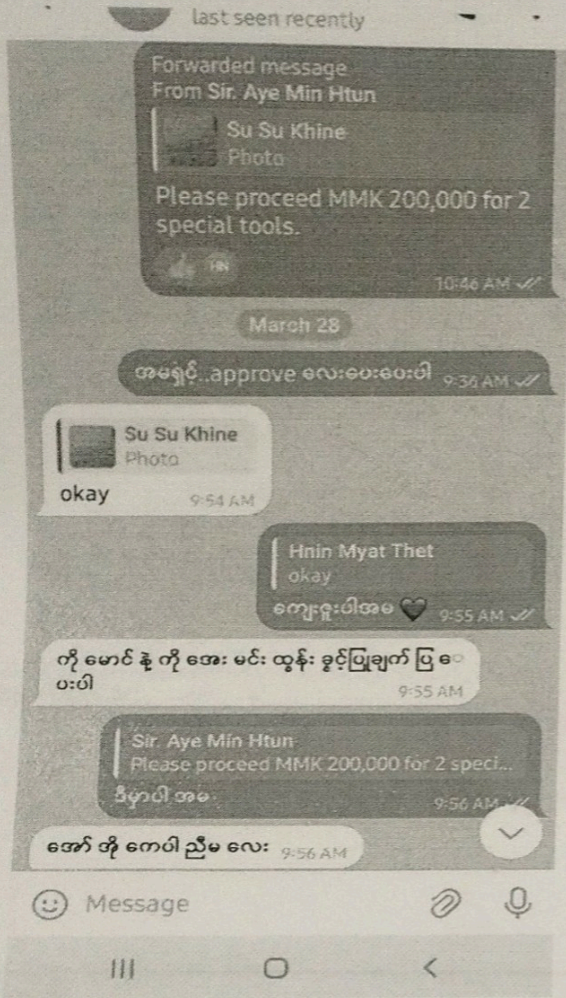 last seen recently
Forwarded message
From Sir. Aye Min Htun
Su Su Khine
Photo
Please proceed MMK 200,000 for 2
special tools.
HN
10:46 AM
March 28
အမရှင့်..approve လေးပေးပေးပါ 9:36 AM
Su Su Khine
Photo
okay 9:54 AM
Hnin Myat Thet
okay
ကျေးဇူးပါအမ 🖤 9:55 AM
ကို မောင် နဲ့ ကို အေး မင်း ထွန်း ခွင့်ပြုချက် ပြ ေ
ပးပါ
9:55 AM
Sir. Aye Min Htun
Please proceed MMK 200,000 for 2 speci...
ဒီမှာပါ အမ 9:56 AM
အော် အို ကေပါ ညီမ လေး 9:56 AM
Message